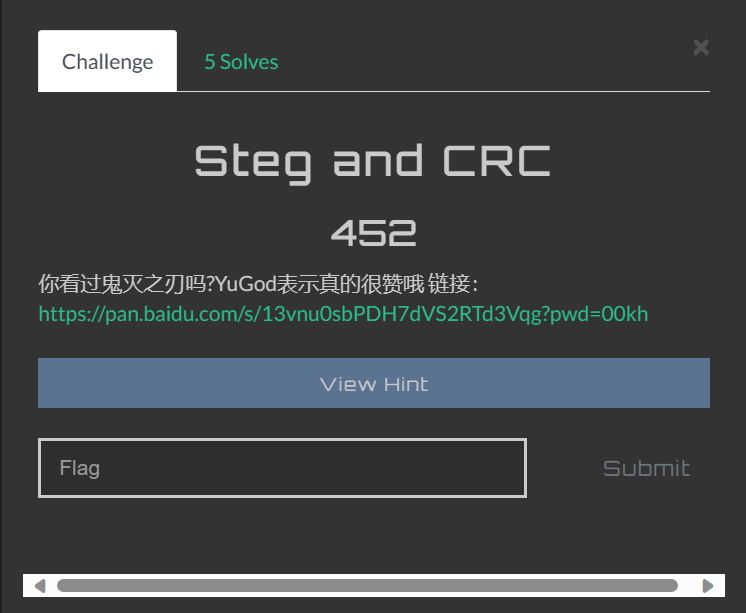 Challenge
5 Solves
×
Steg and CRC
452
你看过鬼灭之刃吗?YuGod表示真的很赞哦 链接：
https://pan.baidu.com/s/13vnu0sbPDH7dVS2RTd3Vqg?pwd=00kh
View Hint
Flag
Submit